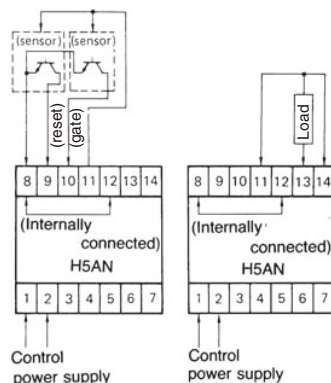 (sensor) (sensor)
(reset)
(gate)
Load
8 9 10 11 12 13 14
8 9 10 11 12 13 14
(Internally
connected)
H5AN
(Internally
connected)
H5AN
1 2 3 4 5 6 7
1 2 3 4 5 6 7
Control
power supply
Control
power supply